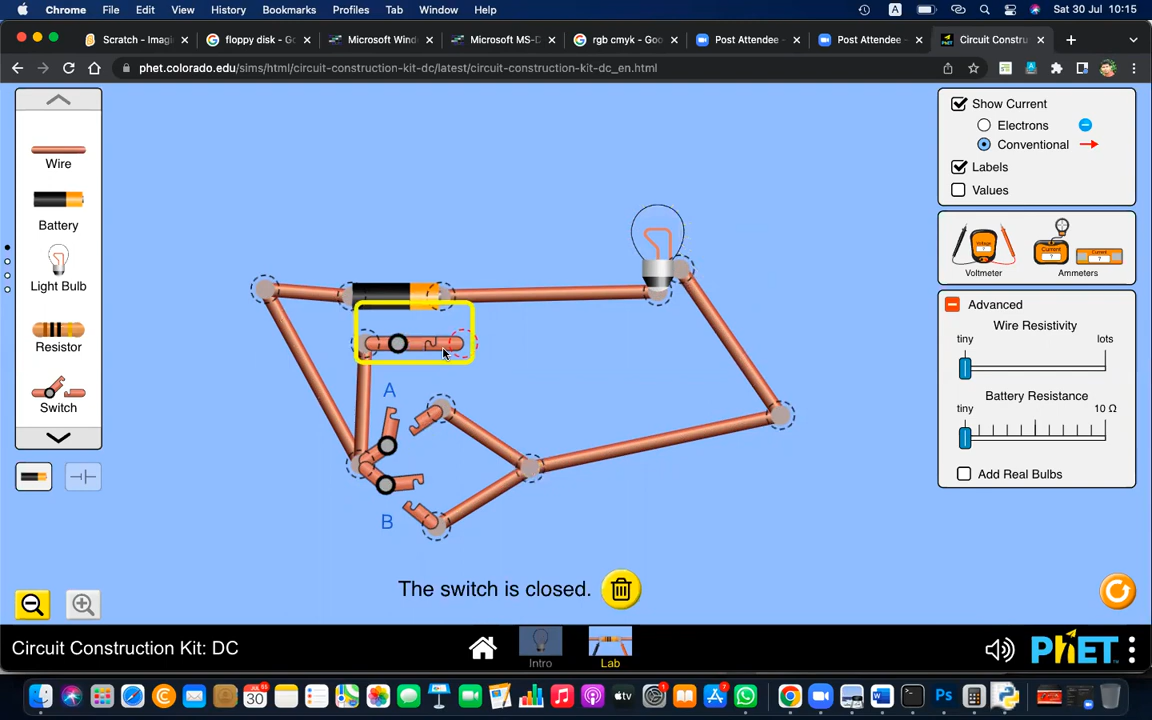 Chrome File Edit View History Bookmarks Profiles Tab Window Help A Sat 30 Jul 10:15
Scratch - Imagi floppy disk - Go Microsoft Wind Microsoft MS-D rgb cmyk - Goo Post Attendee - Post Attendee - Circuit Constru
phet.colorado.edu/sims/html/circuit-construction-kit-dc/latest/circuit-construction-kit-dc_en.html
Wire
Battery
Light Bulb
Resistor
Switch
A
B
The switch is closed.
Show Current
Electrons
Conventional
Labels
Values
Voltage
?
Current
?
Current
?
Voltmeter Ammeters
Advanced
Wire Resistivity
tiny lots
Battery Resistance
tiny 10 Ω
Add Real Bulbs
Circuit Construction Kit: DC
Intro
Lab
PhET